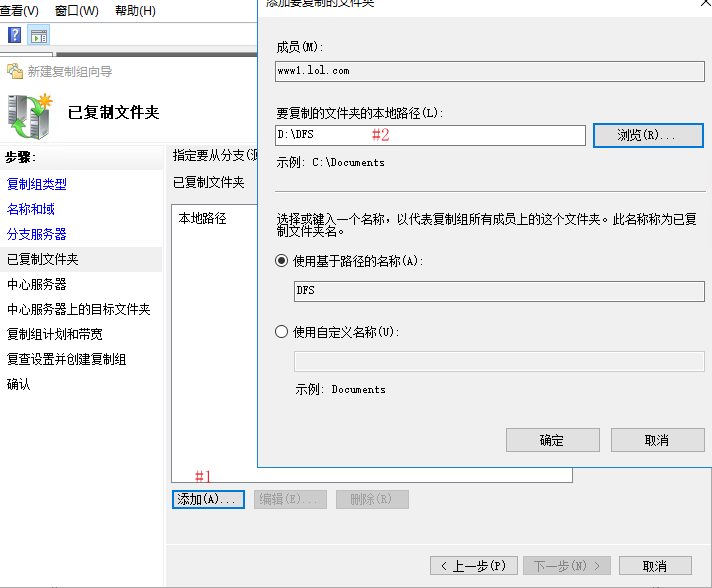 查看(V) 窗口(W) 帮助(H)
新建复制组向导
已复制文件夹
步骤:
复制组类型
名称和域
分支服务器
已复制文件夹
中心服务器
中心服务器上的目标文件夹
复制组计划和带宽
复查设置并创建复制组
确认
指定要从分支(
已复制文件夹
本地路径
#1
添加(A)... 编辑(E)... 删除(R)
添加要复制的文件夹
成员(M):
www1.lol.com
要复制的文件夹的本地路径(L):
D:\DFS #2 浏览(R)...
示例: C:\Documents
选择或键入一个名称，以代表复制组所有成员上的这个文件夹。此名称称为已复
制文件夹名。
使用基于路径的名称(A):
DFS
使用自定义名称(U):
示例: Documents
确定 取消
< 上一步(P) 下一步(N) > 取消